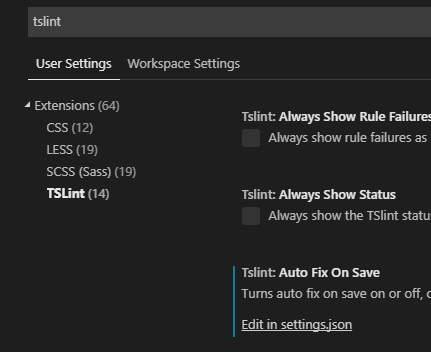 tslint
User Settings Workspace Settings
Extensions (64)
CSS (12)
LESS (19)
SCSS (Sass) (19)
TSLint (14)
Tslint: Always Show Rule Failures
Always show rule failures as
Tslint: Always Show Status
Always show the TSlint statu
Tslint: Auto Fix On Save
Turns auto fix on save on or off,
Edit in settings.json